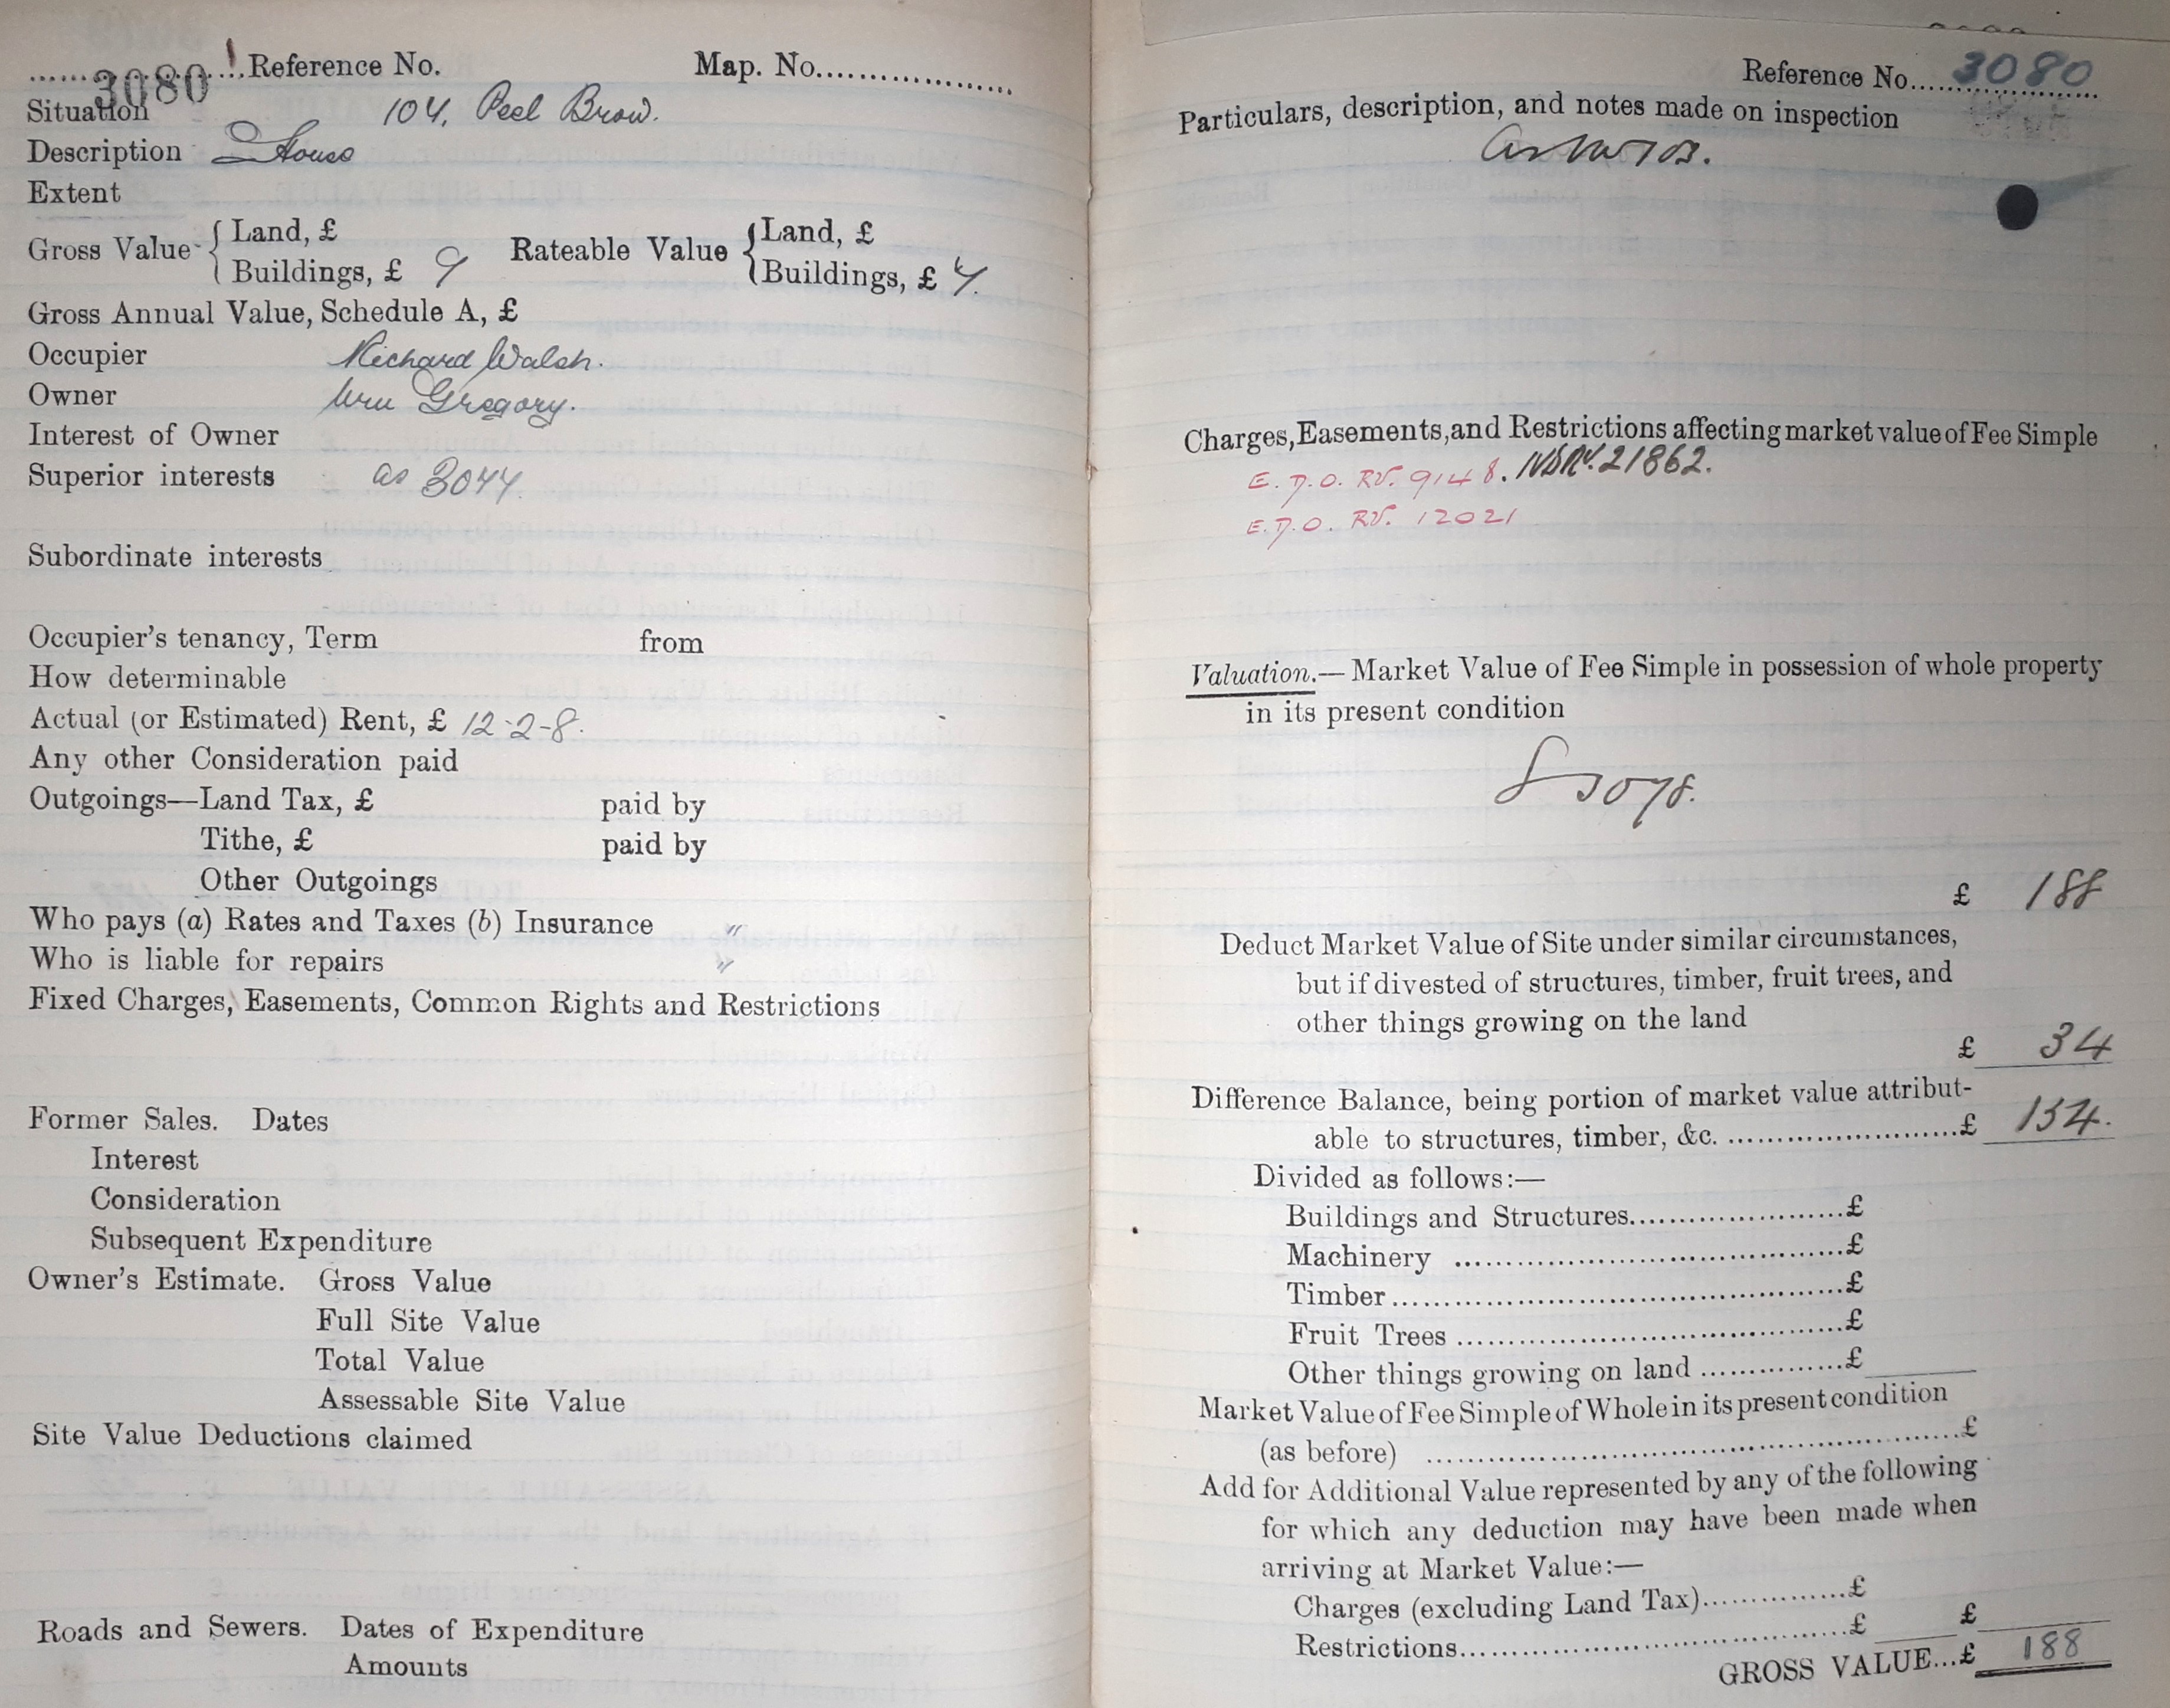 3080 Reference No. Map. No.
Situation 104, Peel Brow.
Description House
Extent
Gross Value { Land, £ Rateable Value { Land, £
Buildings, £ 9 Buildings, £ 7.
Gross Annual Value, Schedule A, £
Occupier Richard Walsh.
Owner Wm Gregory.
Interest of Owner
Superior interests as 3044.
Subordinate interests
Occupier's tenancy, Term from
How determinable
Actual (or Estimated) Rent, £ 12-2-8.
Any other Consideration paid
Outgoings—Land Tax, £ paid by
Tithe, £ paid by
Other Outgoings
Who pays (a) Rates and Taxes (b) Insurance "
Who is liable for repairs "
Fixed Charges, Easements, Common Rights and Restrictions
Former Sales. Dates
Interest
Consideration
Subsequent Expenditure
Owner's Estimate. Gross Value
Full Site Value
Total Value
Assessable Site Value
Site Value Deductions claimed
Roads and Sewers. Dates of Expenditure
Amounts
Reference No. 3080
Particulars, description, and notes made on inspection
Charges, Easements, and Restrictions affecting market value of Fee Simple
E.D.O. RV. 9148. 21862.
E.D.O. RV. 12021
Valuation.—Market Value of Fee Simple in possession of whole property
in its present condition
£ 188
Deduct Market Value of Site under similar circumstances,
but if divested of structures, timber, fruit trees, and
other things growing on the land
£ 34
Difference Balance, being portion of market value attribut-
able to structures, timber, &c. £ 154.
Divided as follows:—
Buildings and Structures £
Machinery £
Timber £
Fruit Trees £
Other things growing on land £
Market Value of Fee Simple of Whole in its present condition
(as before) £
Add for Additional Value represented by any of the following
for which any deduction may have been made when
arriving at Market Value:—
Charges (excluding Land Tax) £
Restrictions £ £
GROSS VALUE...£ 188